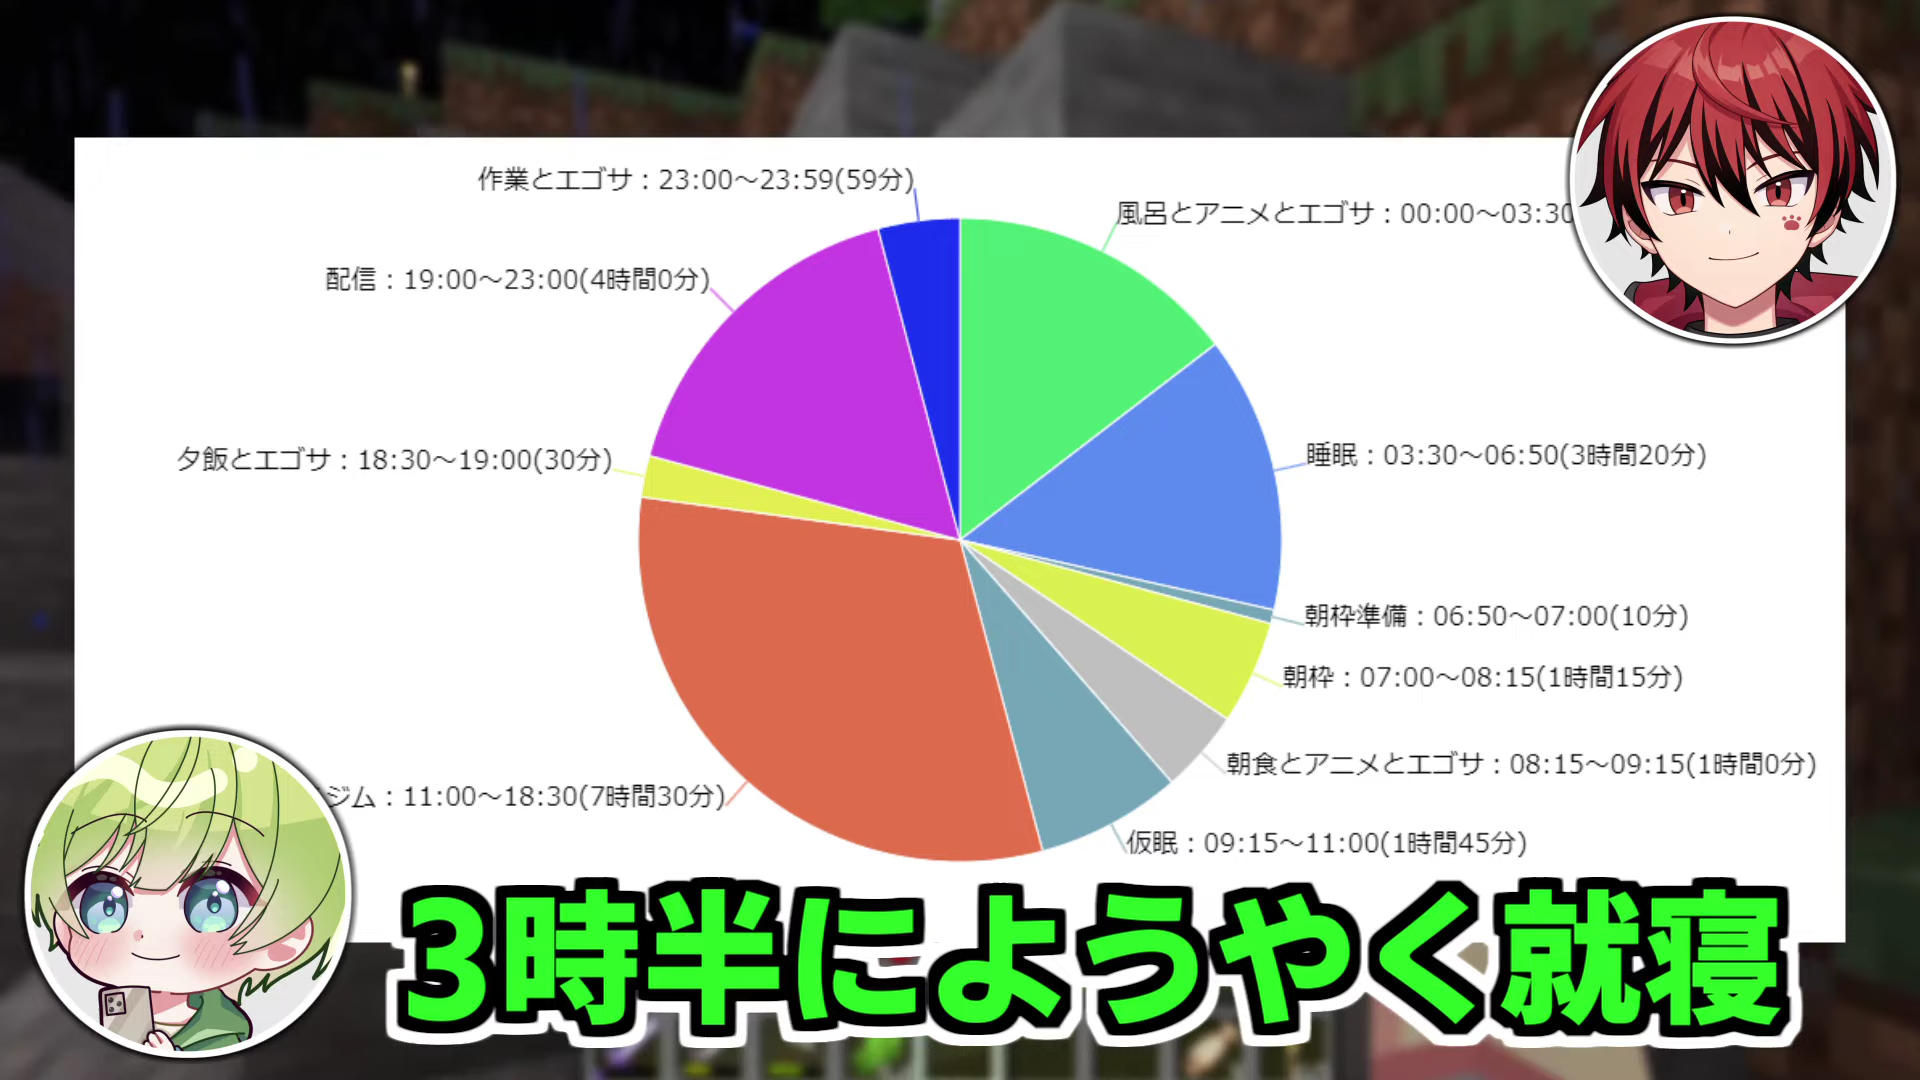 作業とエゴサ：23:00～23:59(59分)
風呂とアニメとエゴサ：00:00～03:30
配信：19:00～23:00(4時間0分)
夕飯とエゴサ：18:30～19:00(30分)
睡眠：03:30～06:50(3時間20分)
朝枠準備：06:50～07:00(10分)
朝枠：07:00～08:15(1時間15分)
朝食とアニメとエゴサ：08:15～09:15(1時間0分)
ジム：11:00～18:30(7時間30分)
仮眠：09:15～11:00(1時間45分)
3時半にようやく就寝